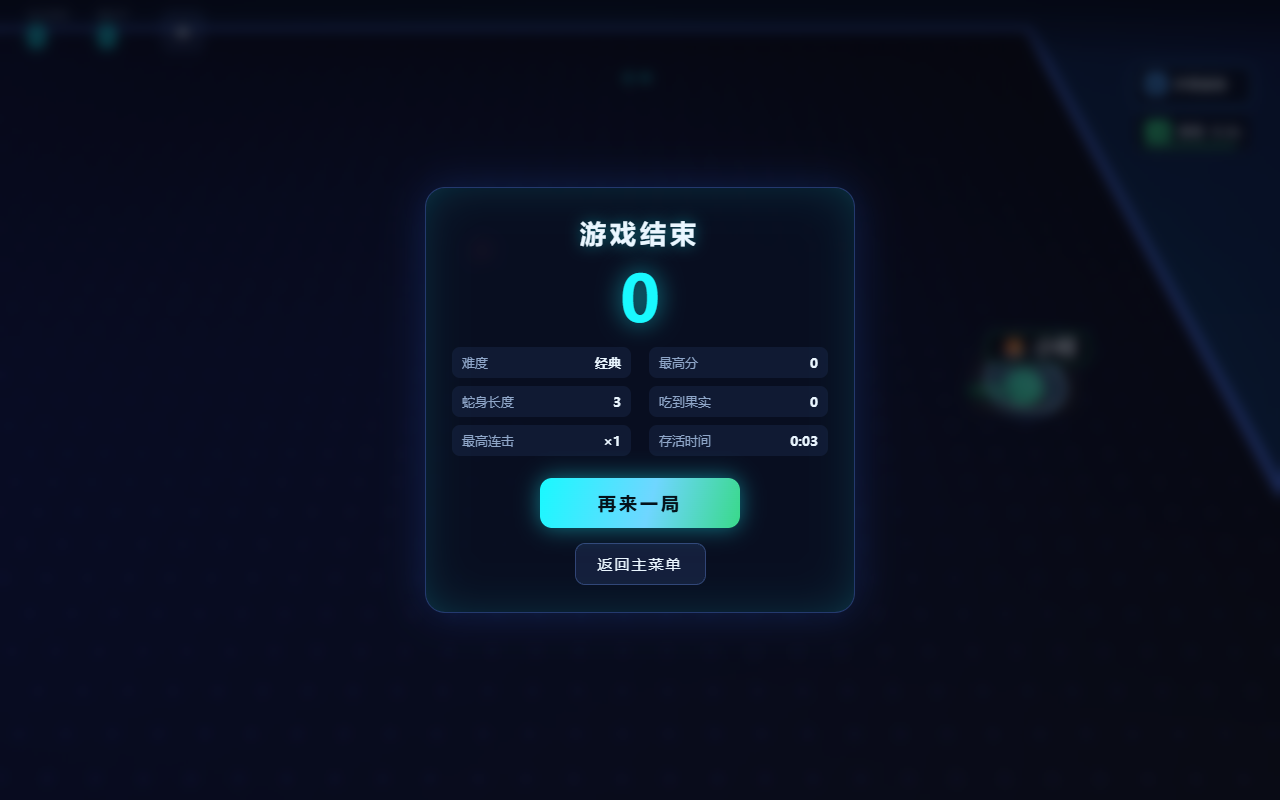 游戏结束
0
难度 经典
最高分 0
蛇身长度 3
吃到果实 0
最高连击 ×1
存活时间 0:03
再来一局
返回主菜单